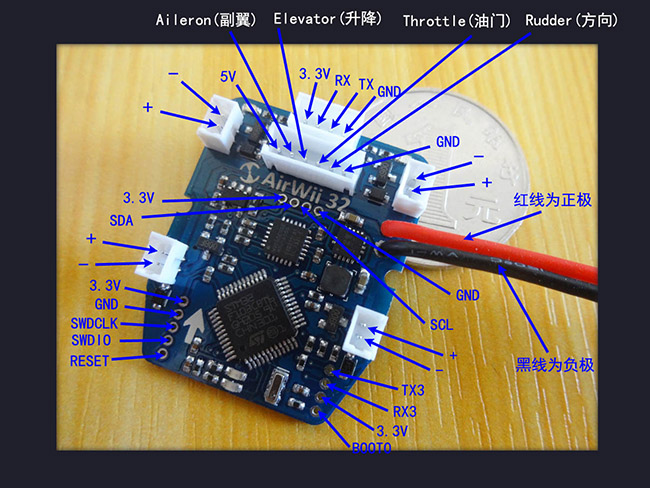 Aileron(副翼) Elevator(升降) Throttle(油门) Rudder(方向)
−
+
5V
3.3V
RX
TX
GND
GND
−
+
3.3V
SDA
AirWii 32
红线为正极
+
−
3.3V
GND
SWDCLK
SWDIO
RESET
GND
SCL
+
-
黑线为负极
TX3
RX3
3.3V
BOOTO
元